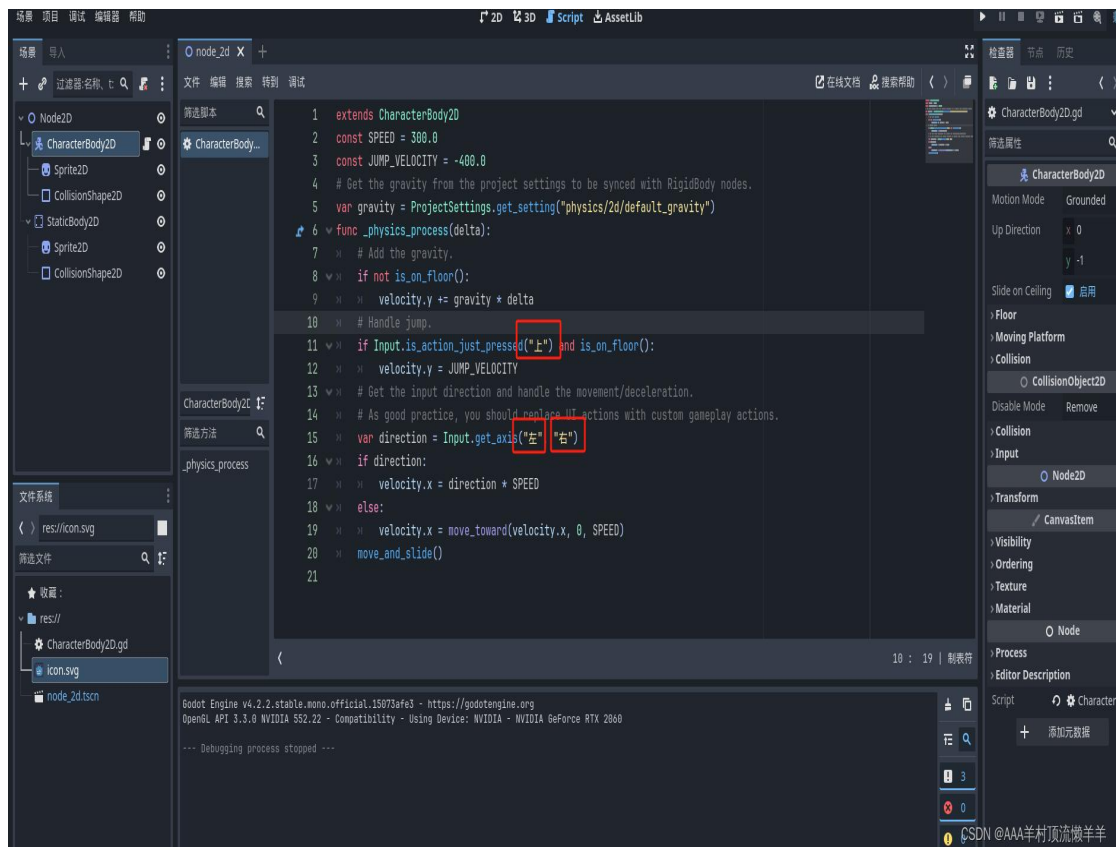 场景 项目 调试 编辑器 帮助
2D 3D Script AssetLib
场景 导入
过滤器:名称、t:
Node2D
CharacterBody2D
Sprite2D
CollisionShape2D
StaticBody2D
Sprite2D
CollisionShape2D
文件系统
res://icon.svg
筛选文件
收藏:
res://
CharacterBody2D.gd
icon.svg
node_2d.tscn
node_2d
文件 编辑 搜索 转到 调试
在线文档 搜索帮助
筛选脚本
CharacterBody...
CharacterBody2D
筛选方法
_physics_process
1 extends CharacterBody2D
2 const SPEED = 300.0
3 const JUMP_VELOCITY = -400.0
4 # Get the gravity from the project settings to be synced with RigidBody nodes.
5 var gravity = ProjectSettings.get_setting("physics/2d/default_gravity")
6 func _physics_process(delta):
7 # Add the gravity.
8 if not is_on_floor():
9 velocity.y += gravity * delta
10 # Handle jump.
11 if Input.is_action_just_pressed("上") and is_on_floor():
12 velocity.y = JUMP_VELOCITY
13 # Get the input direction and handle the movement/deceleration.
14 # As good practice, you should replace UI actions with custom gameplay actions.
15 var direction = Input.get_axis("左" "右")
16 if direction:
17 velocity.x = direction * SPEED
18 else:
19 velocity.x = move_toward(velocity.x, 0, SPEED)
20 move_and_slide()
21
10 : 19 | 制表符
Godot Engine v4.2.2.stable.mono.official.15073afe3 - https://godotengine.org
OpenGL API 3.3.0 NVIDIA 552.22 - Compatibility - Using Device: NVIDIA - NVIDIA GeForce RTX 2060
--- Debugging process stopped ---
3
0
检查器 节点 历史
CharacterBody2D.gd
筛选属性
CharacterBody2D
Motion Mode Grounded
Up Direction x 0
y -1
Slide on Ceiling 启用
Floor
Moving Platform
Collision
CollisionObject2D
Disable Mode Remove
Collision
Input
Node2D
Transform
CanvasItem
Visibility
Ordering
Texture
Material
Node
Process
Editor Description
Script Character
添加元数据
CSDN @AAA羊村顶流懒羊羊